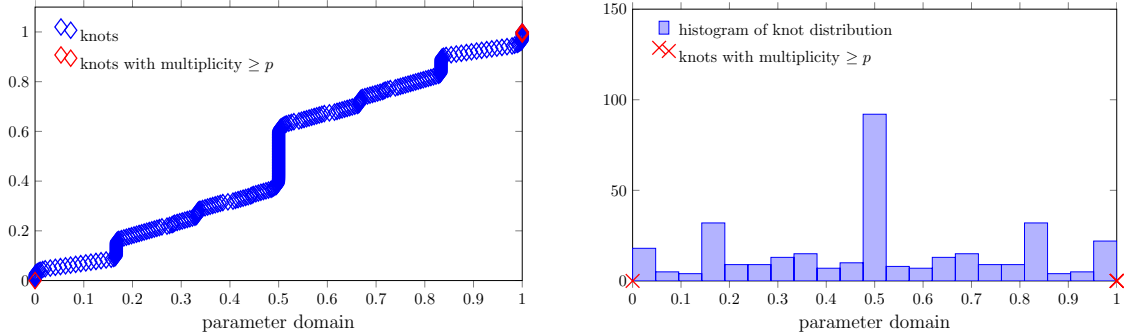 1
0.8
0.6
0.4
0.2
0
knots
knots with multiplicity ≥ p
0 0.1 0.2 0.3 0.4 0.5 0.6 0.7 0.8 0.9 1
parameter domain
150
100
50
0
histogram of knot distribution
knots with multiplicity ≥ p
0 0.1 0.2 0.3 0.4 0.5 0.6 0.7 0.8 0.9 1
parameter domain